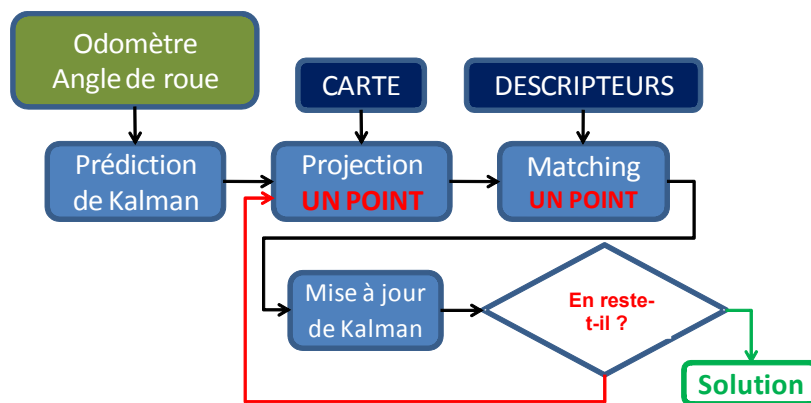 Odomètre
Angle de roue
CARTE
DESCRIPTEURS
Prédiction
de Kalman
Projection
UN POINT
Matching
UN POINT
Mise à jour
de Kalman
En reste-
t-il ?
Solution